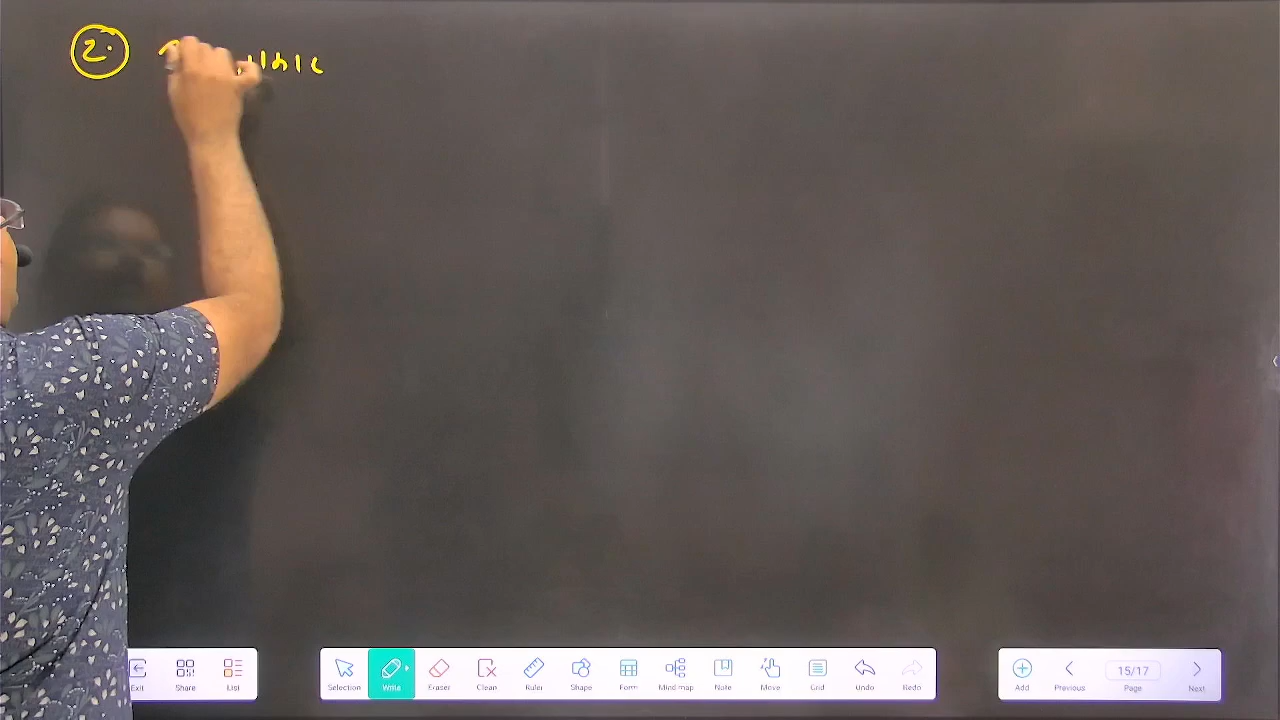 2.
Exit
Share
List
Selection
Write
Eraser
Clean
Ruler
Shape
Form
Mind map
Note
Move
Grid
Undo
Redo
Add
Previous
15/17
Page
Next